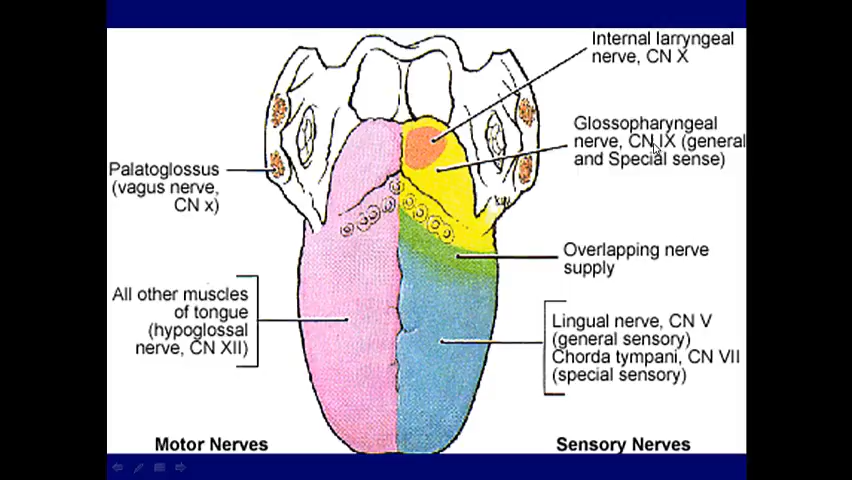 Internal larryngeal
nerve, CN X
Glossopharyngeal
nerve, CN IX (general
and Special sense)
Palatoglossus
(vagus nerve,
CN x)
Overlapping nerve
supply
All other muscles
of tongue
(hypoglossal
nerve, CN XII)
Lingual nerve, CN V
(general sensory)
Chorda tympani, CN VII
(special sensory)
Motor Nerves
Sensory Nerves